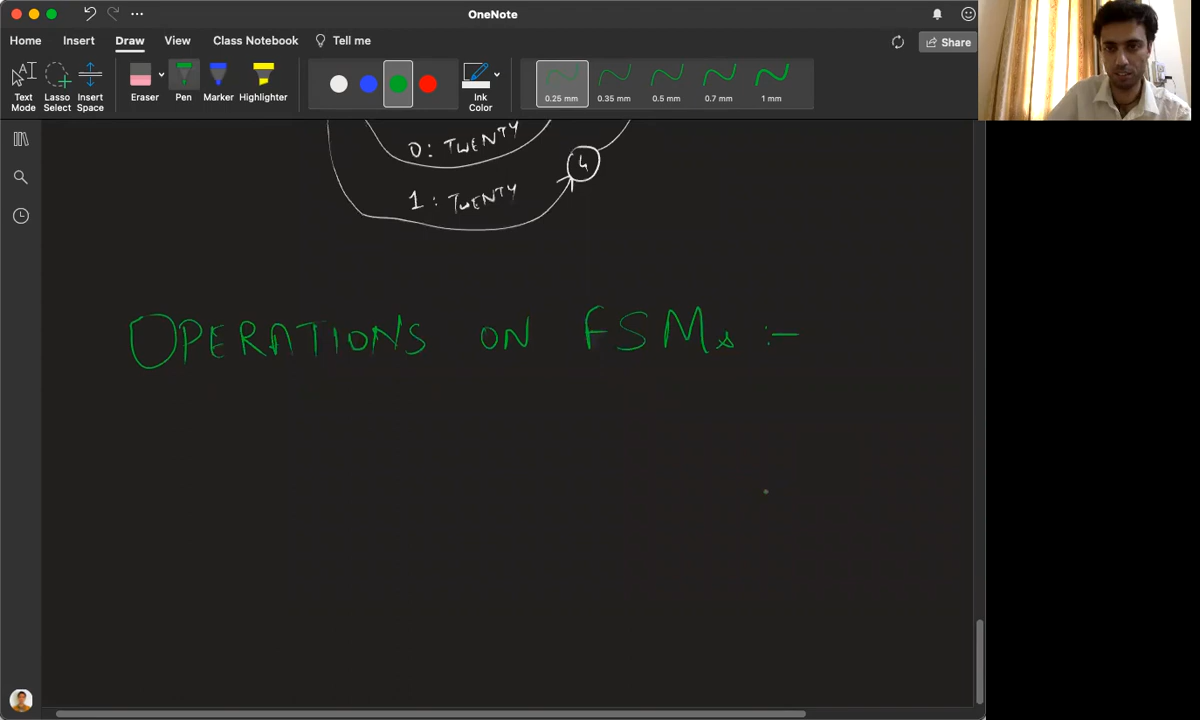 OneNote
Home Insert Draw View Class Notebook Tell me
Share
Text Mode
Lasso Select
Insert Space
Eraser
Pen
Marker
Highlighter
Ink Color
0.25 mm
0.35 mm
0.5 mm
0.7 mm
1 mm
0 : TWENTY
4
1 : TWENTY
OPERATIONS ON FSMs :-